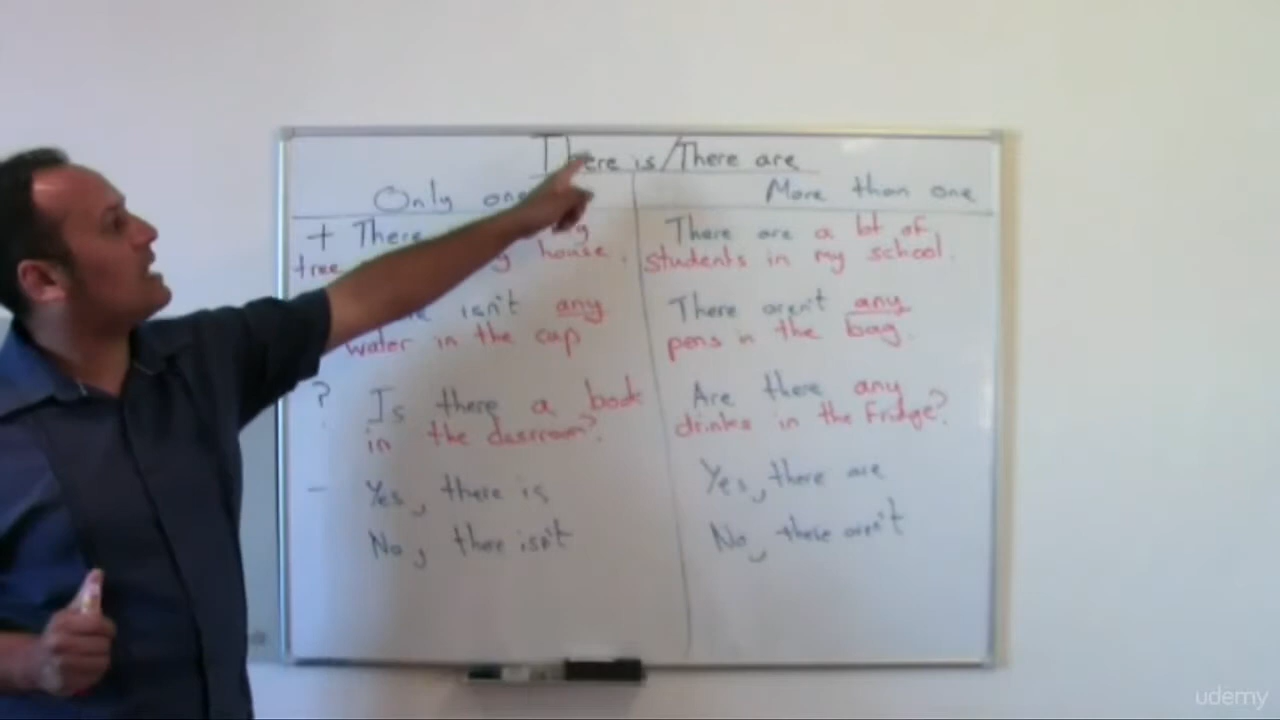 There is/There are
Only one
More than one
+ There
tree house.
isn't any
water in the cap
? Is there a book
in the classroom?
- Yes, there is
No, there isn't
There are a lot of
students in my school.
There aren't any
pens in the bag.
Are there any
drinks in the Fridge?
Yes, there are
No, there aren't
udemy